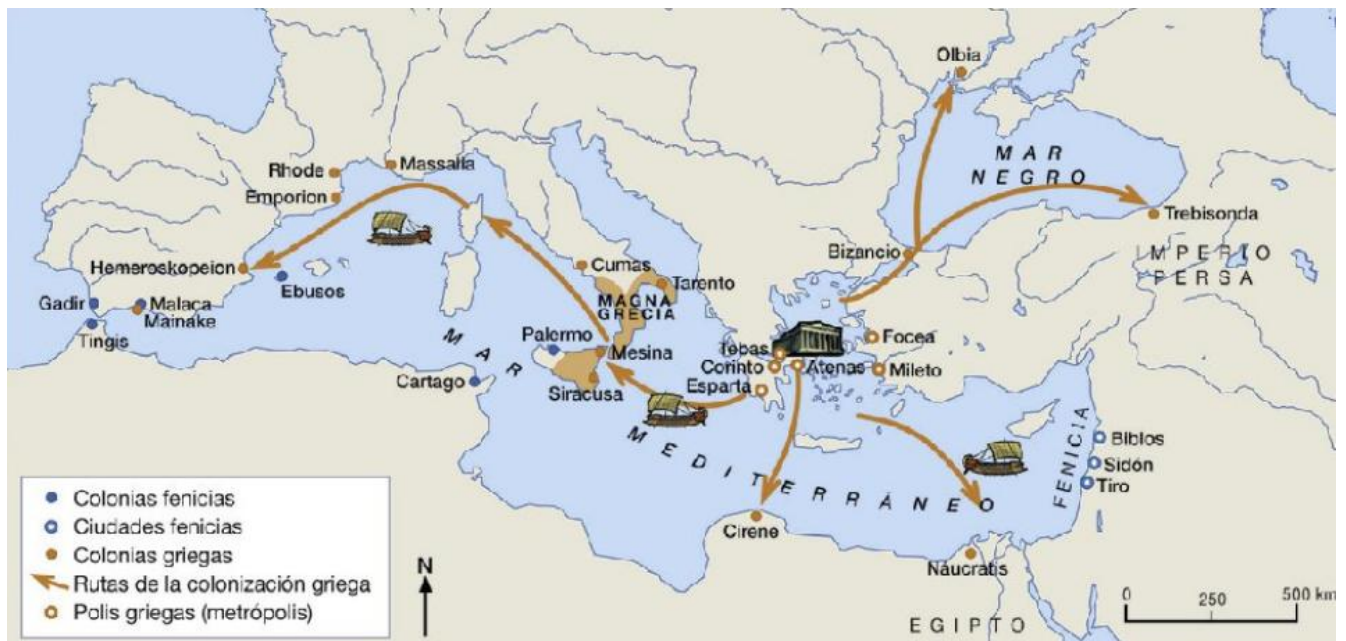 Olbia
MAR
NEGRO
Rhode
Massalia
Emporion
Trebisonda
Bizancio
IMPERIO
PERSA
Hemeroskopeion
Cumas
Tarento
Ebusos
MAGNA
GRECIA
Gadir
Malaca
Mainake
Tingis
Palermo
Mesina
Focea
Tebas
Corinto
Atenas
Mileto
Esparta
Cartago
Siracusa
MAR MEDITERRÁNEO
FENICIA
Biblos
Sidón
Tiro
Cirene
Naucratis
EGIPTO
Colonias fenicias
Ciudades fenicias
Colonias griegas
Rutas de la colonización griega
Polis griegas (metrópolis)
N
0 250 500 km